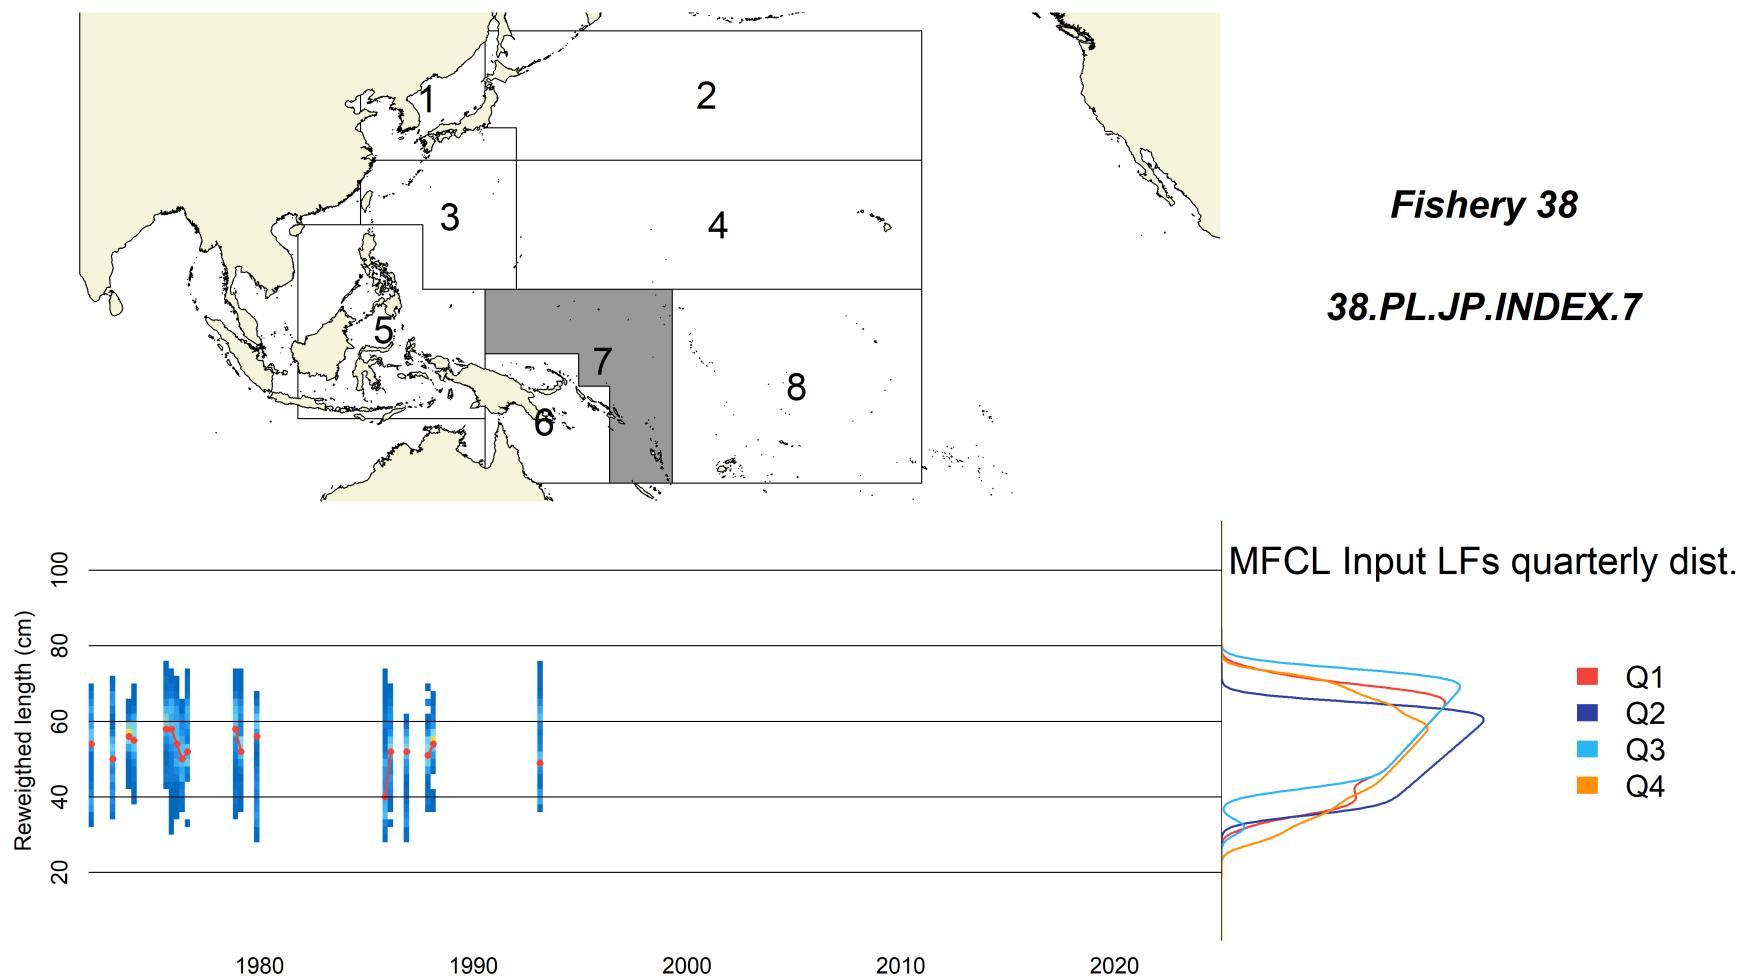 1
2
3
4
5
6
7
8
Fishery 38
38.PL.JP.INDEX.7
MFCL Input LFs quarterly dist.
Reweigthed length (cm)
100
80
60
40
20
1980
1990
2000
2010
2020
Q1
Q2
Q3
Q4